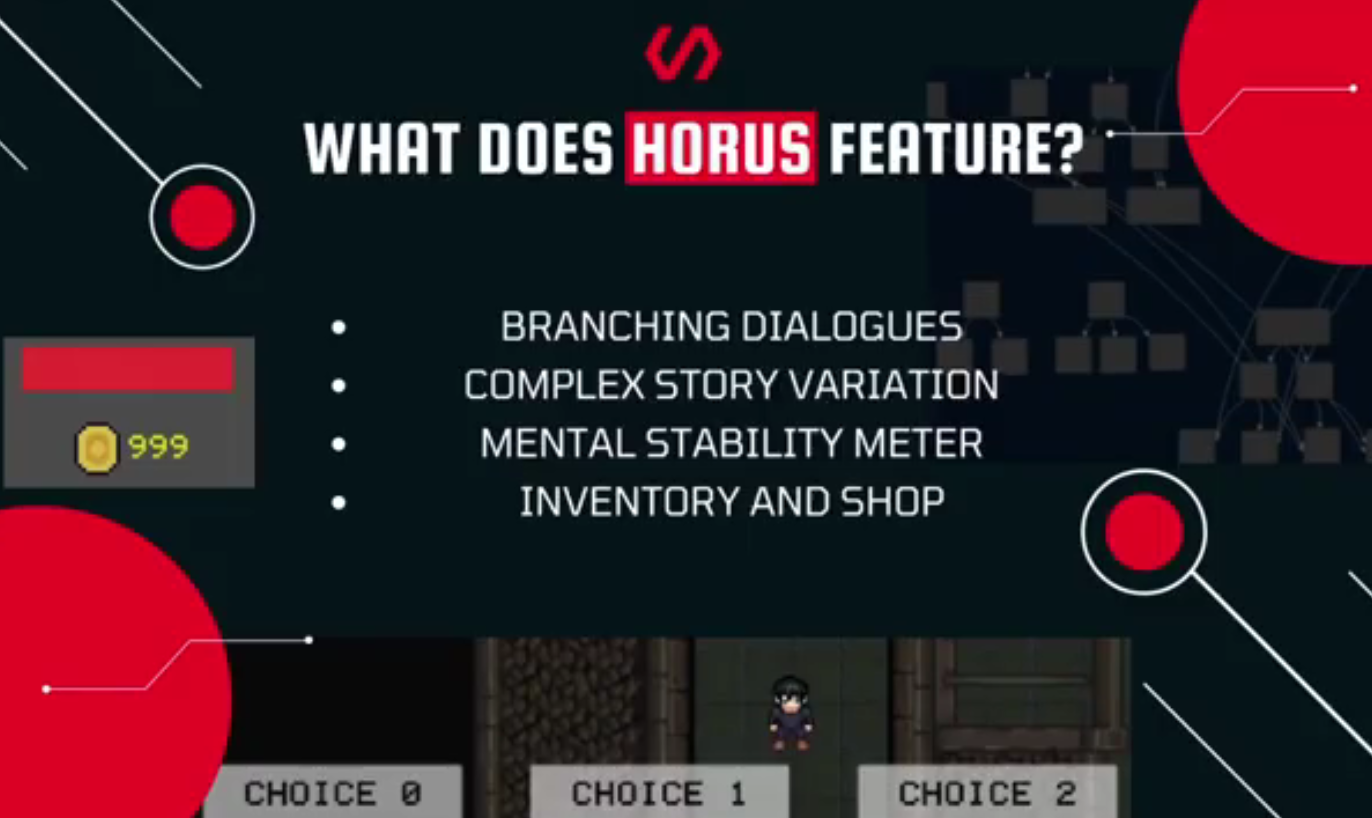 WHAT DOES HORUS FEATURE?
BRANCHING DIALOGUES
COMPLEX STORY VARIATION
999
MENTAL STABILITY METER
INVENTORY AND SHOP
CHOICE 0
CHOICE 1
CHOICE 2